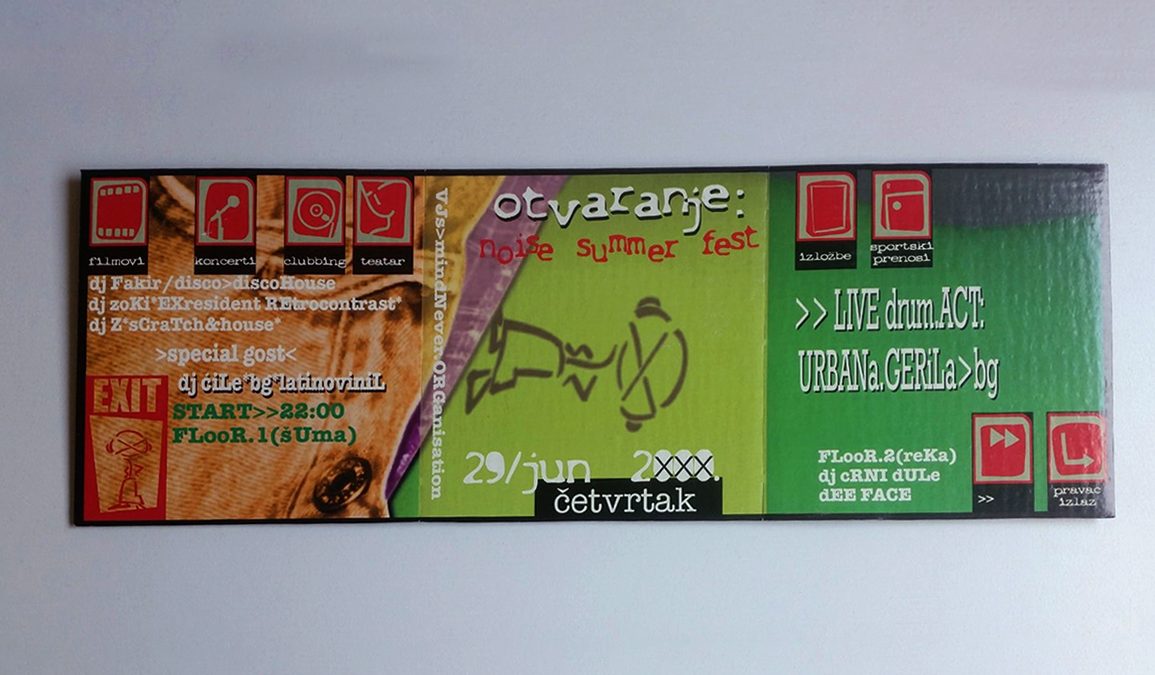 filmovi
koncerti
clubbing
teatar
dj Fakir/disco>discoHouse
dj zoKi*EXresident REtrocontrast*
dj Z*sCraTch&house*
>special gost<
dj ćiLe*bg*latinoviniL
EXIT
START>>22:00
FLooR.1(šUma)
VJs>mindNever.ORGanisation
otvaranje:
noise summer fest
29/jun 2XXX.
četvrtak
izložbe
sportski
prenosi
>>LIVE drum.ACT:
URBANa.GERiLa>bg
FLooR.2(reKa)
dj cRNI dULe
dEE FACE
>>
pravac
izlaz